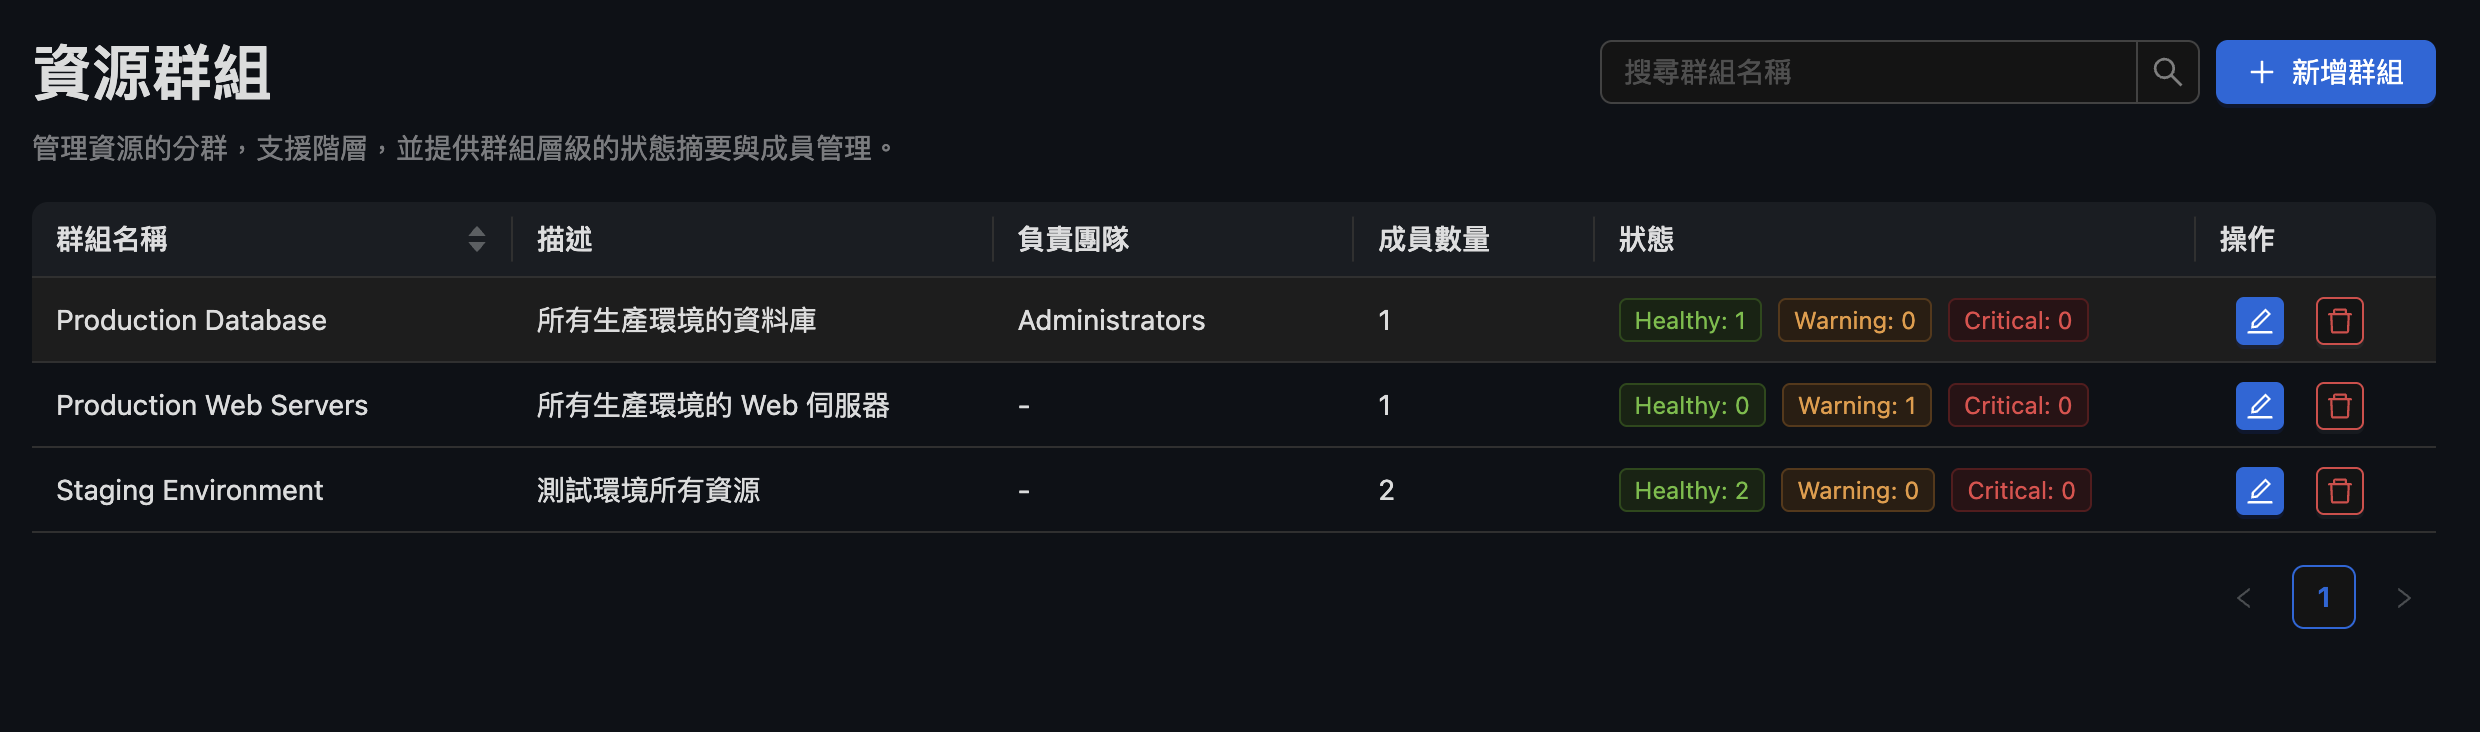 資源群組
搜尋群組名稱
新增群組
管理資源的分群，支援階層，並提供群組層級的狀態摘要與成員管理。
群組名稱 描述 負責團隊 成員數量 狀態 操作
Production Database 所有生產環境的資料庫 Administrators 1 Healthy: 1 Warning: 0 Critical: 0
Production Web Servers 所有生產環境的 Web 伺服器 - 1 Healthy: 0 Warning: 1 Critical: 0
Staging Environment 測試環境所有資源 - 2 Healthy: 2 Warning: 0 Critical: 0
1